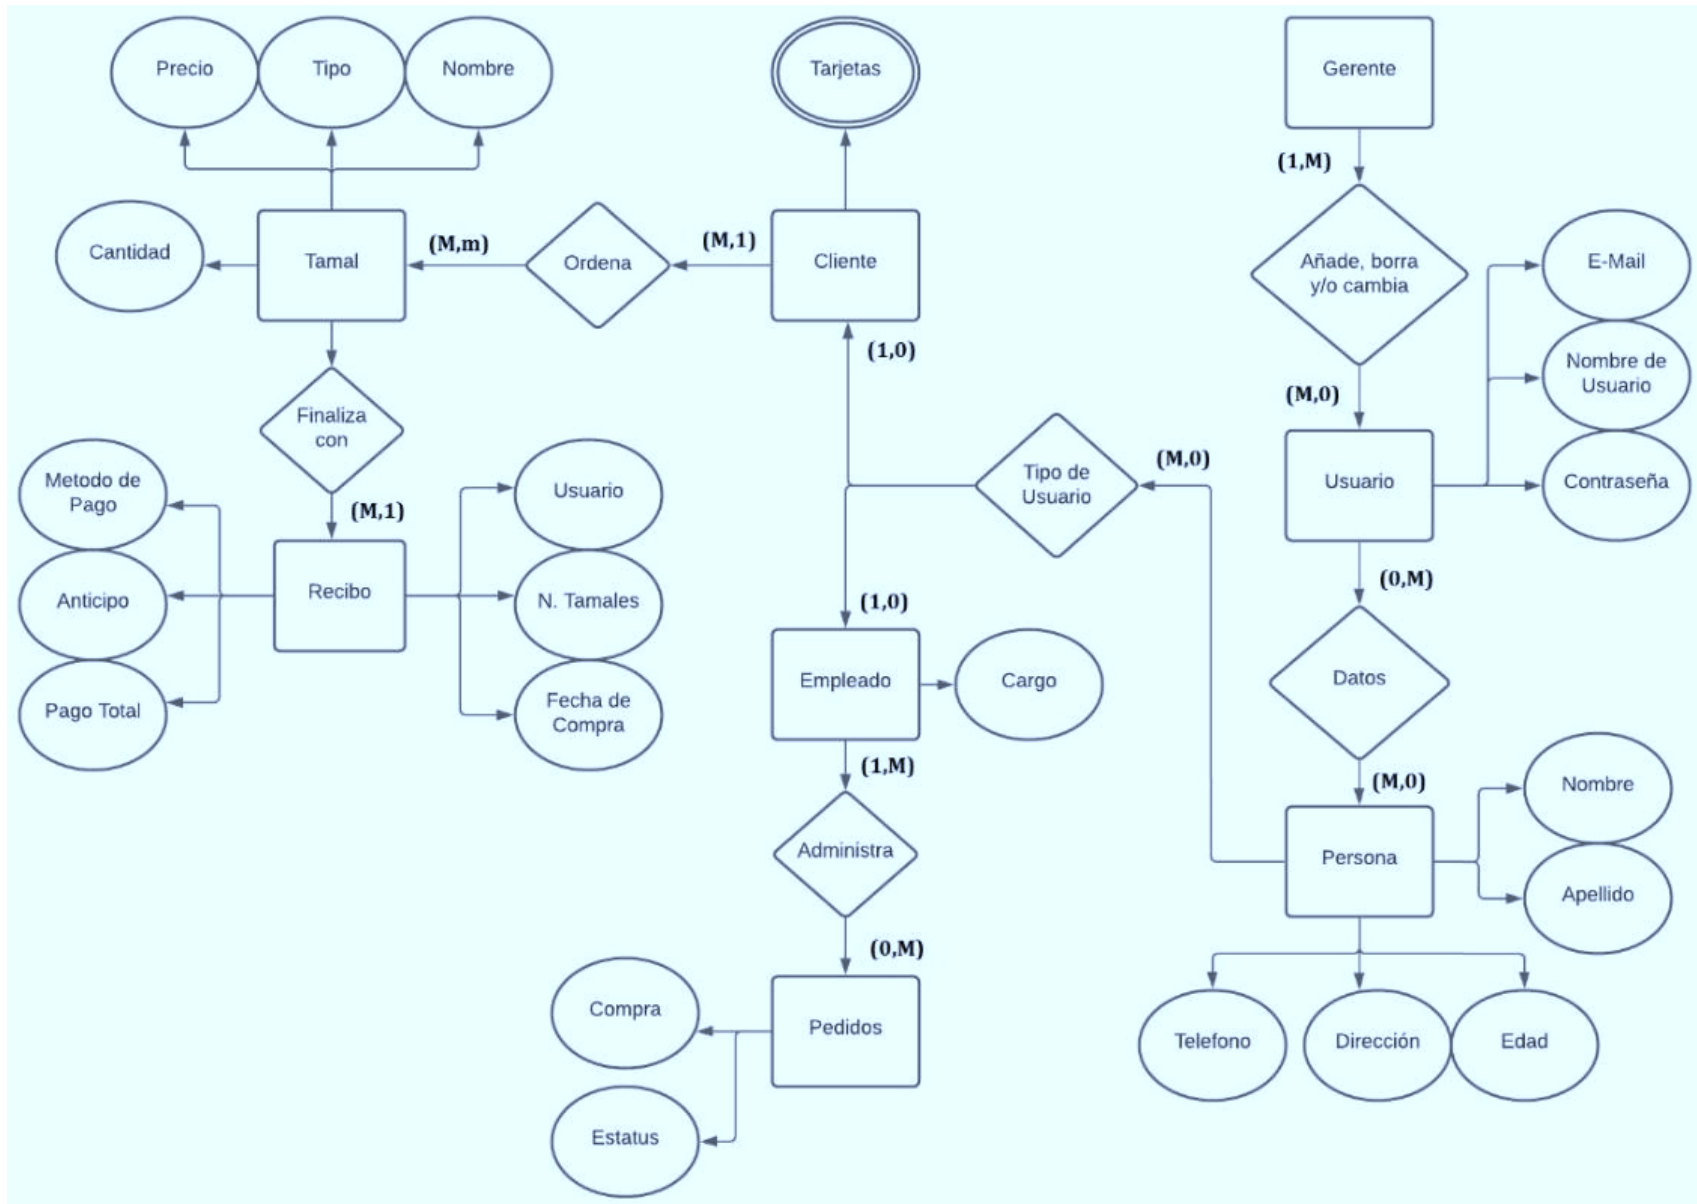 Precio
Tipo
Nombre
Tarjetas
Gerente
(1,M)
Cantidad
Tamal
(M,m)
Ordena
(M,1)
Cliente
Añade, borra
y/o cambia
E-Mail
(1,0)
Nombre de
Usuario
(M,0)
Finaliza
con
Metodo de
Pago
Usuario
(M,1)
Tipo de
Usuario
(M,0)
Usuario
Contraseña
Anticipo
Recibo
N. Tamales
(1,0)
(0,M)
Pago Total
Fecha de
Compra
Empleado
Cargo
Datos
(1,M)
(M,0)
Nombre
Administra
Persona
Apellido
(0,M)
Compra
Pedidos
Telefono
Dirección
Edad
Estatus